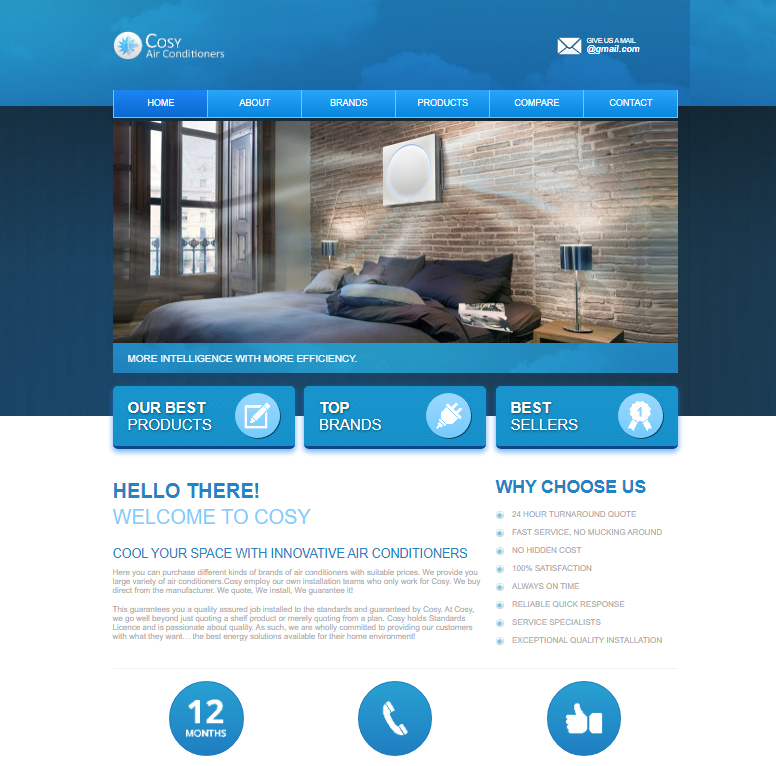 Cosy
Air Conditioners
GIVE US A MAIL
@gmail.com
HOME ABOUT BRANDS PRODUCTS COMPARE CONTACT
MORE INTELLIGENCE WITH MORE EFFICIENCY.
OUR BEST
PRODUCTS
TOP
BRANDS
BEST
SELLERS
1
HELLO THERE!
WELCOME TO COSY
COOL YOUR SPACE WITH INNOVATIVE AIR CONDITIONERS
Here you can purchase different kinds of brands of air conditioners with suitable prices. We provide you
large variety of air conditioners.Cosy employ our own installation teams who only work for Cosy. We buy
direct from the manufacturer. We quote, We install, We guarantee it!
This guarantees you a quality assured job installed to the standards and guaranteed by Cosy. At Cosy,
we go well beyond just quoting a shelf product or merely quoting from a plan. Cosy holds Standards
Licence and is passionate about quality. As such, we are wholly committed to providing our customers
with what they want… the best energy solutions available for their home environment!
WHY CHOOSE US
24 HOUR TURNAROUND QUOTE
FAST SERVICE, NO MUCKING AROUND
NO HIDDEN COST
100% SATISFACTION
ALWAYS ON TIME
RELIABLE QUICK RESPONSE
SERVICE SPECIALISTS
EXCEPTIONAL QUALITY INSTALLATION
12
MONTHS